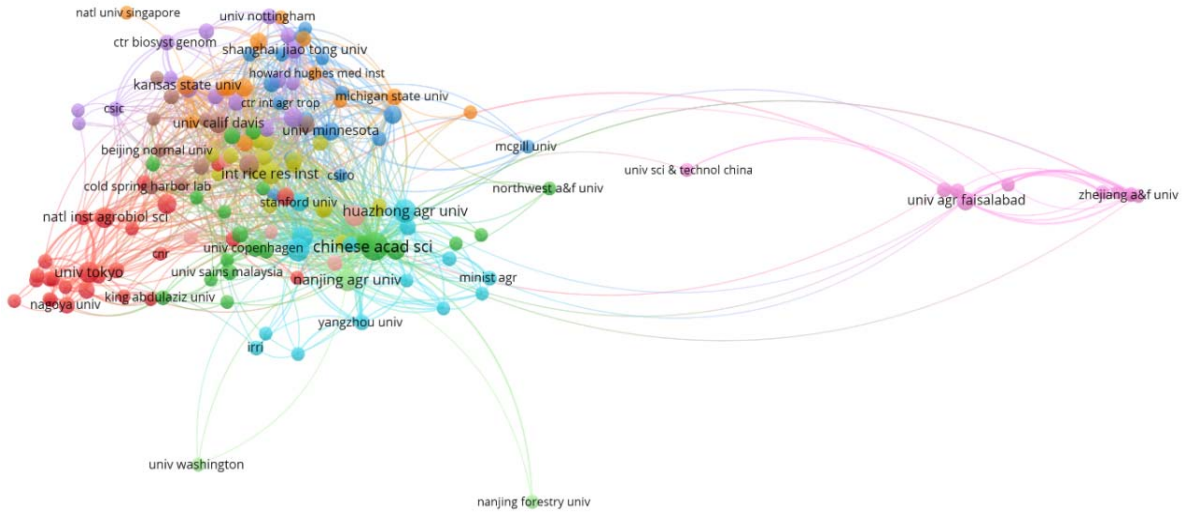 natl univ singapore
univ nottingham
ctr biosyst genom
shanghai jiao tong univ
howard hughes med inst
kansas state univ
michigan state univ
csic
ctr int agr trop
univ calif davis
univ minnesota
beijing normal univ
mcgill univ
int rice res inst
csiro
univ sci & technol china
cold spring harbor lab
northwest a&f univ
stanford univ
zhejiang a&f univ
univ agr faisalabad
natl inst agrobiol sci
huazhong agr univ
univ copenhagen
chinese acad sci
cnr
univ tokyo
univ sains malaysia
nanjing agr univ
minist agr
nagoya univ
king abdulaziz univ
yangzhou univ
irri
univ washington
nanjing forestry univ